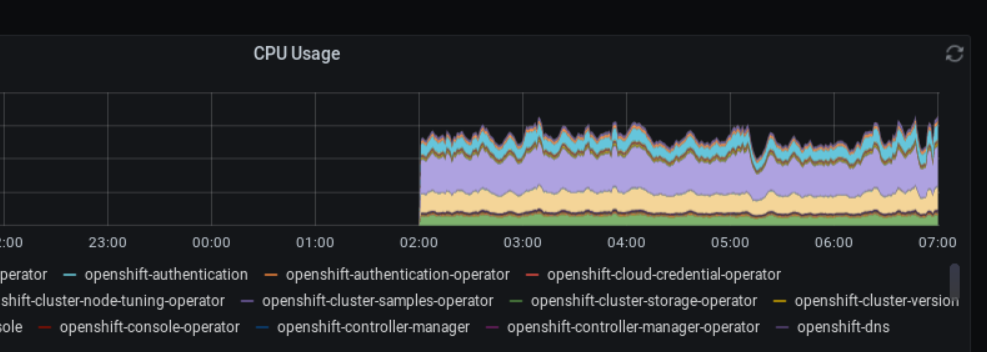 CPU Usage
2:00 23:00 00:00 01:00 02:00 03:00 04:00 05:00 06:00 07:00
perator openshift-authentication openshift-authentication-operator openshift-cloud-credential-operator
shift-cluster-node-tuning-operator openshift-cluster-samples-operator openshift-cluster-storage-operator openshift-cluster-version
sole openshift-console-operator openshift-controller-manager openshift-controller-manager-operator openshift-dns